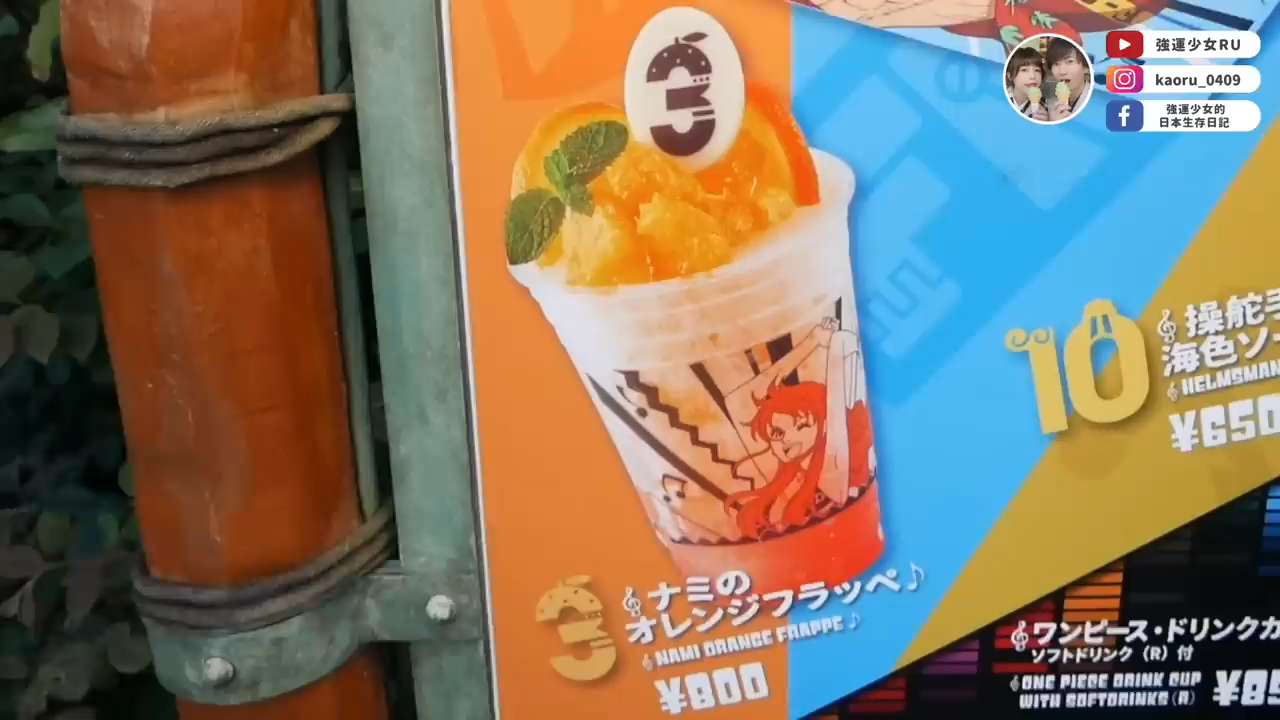 強運少女RU
kaoru_0409
強運少女的
日本生存日記
3
10
操舵手
海色ソ
HELMSMAN
¥650
3
ナミの
オレンジフラッペ♪
NAMI ORANGE FRAPPE♪
¥800
ワンピース・ドリンクカ
ソフトドリンク（R）付
ONE PIECE DRINK CUP
WITH SOFTDRINKS(R)